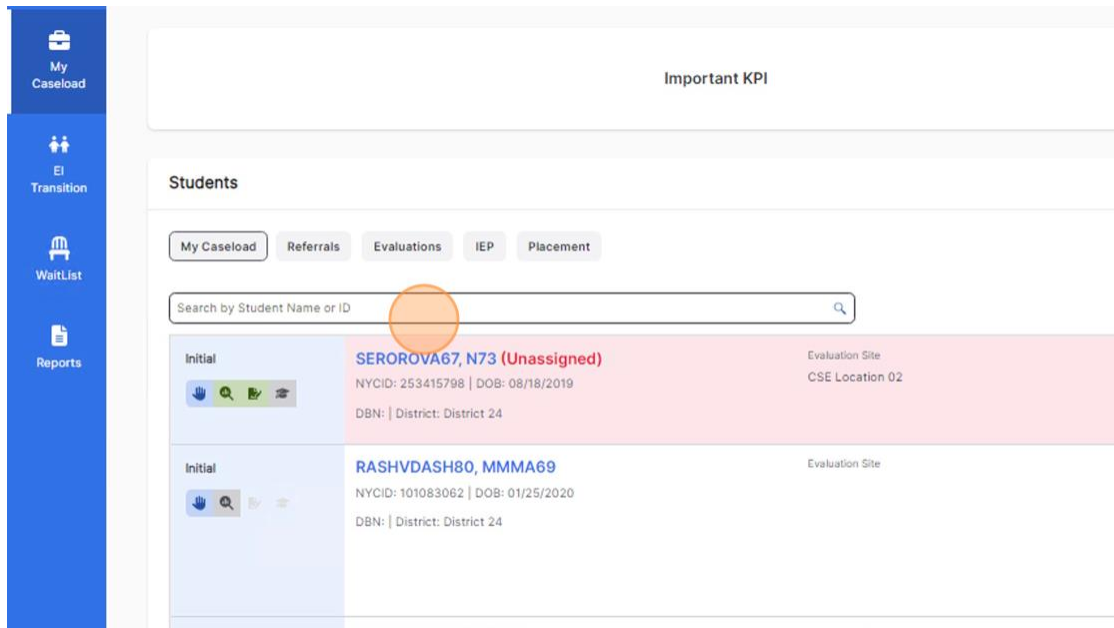 My
Caseload
EI
Transition
WaitList
Reports
Important KPI
Students
My Caseload Referrals Evaluations IEP Placement
Search by Student Name or ID
Initial
SEROROVA67, N73 (Unassigned)
NYCID: 253415798 | DOB: 08/18/2019
DBN: | District: District 24
Evaluation Site
CSE Location 02
Initial
RASHVDASH80, MMMA69
NYCID: 101083062 | DOB: 01/25/2020
DBN: | District: District 24
Evaluation Site